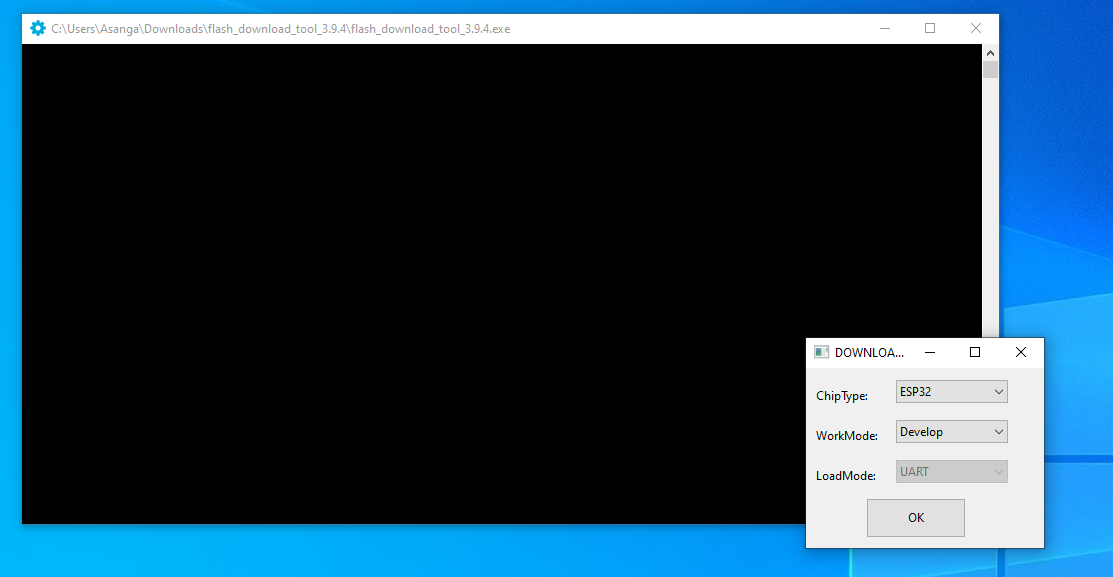 C:\Users\Asanga\Downloads\flash_download_tool_3.9.4\flash_download_tool_3.9.4.exe
DOWNLOA...
ChipType: ESP32
WorkMode: Develop
LoadMode: UART
OK